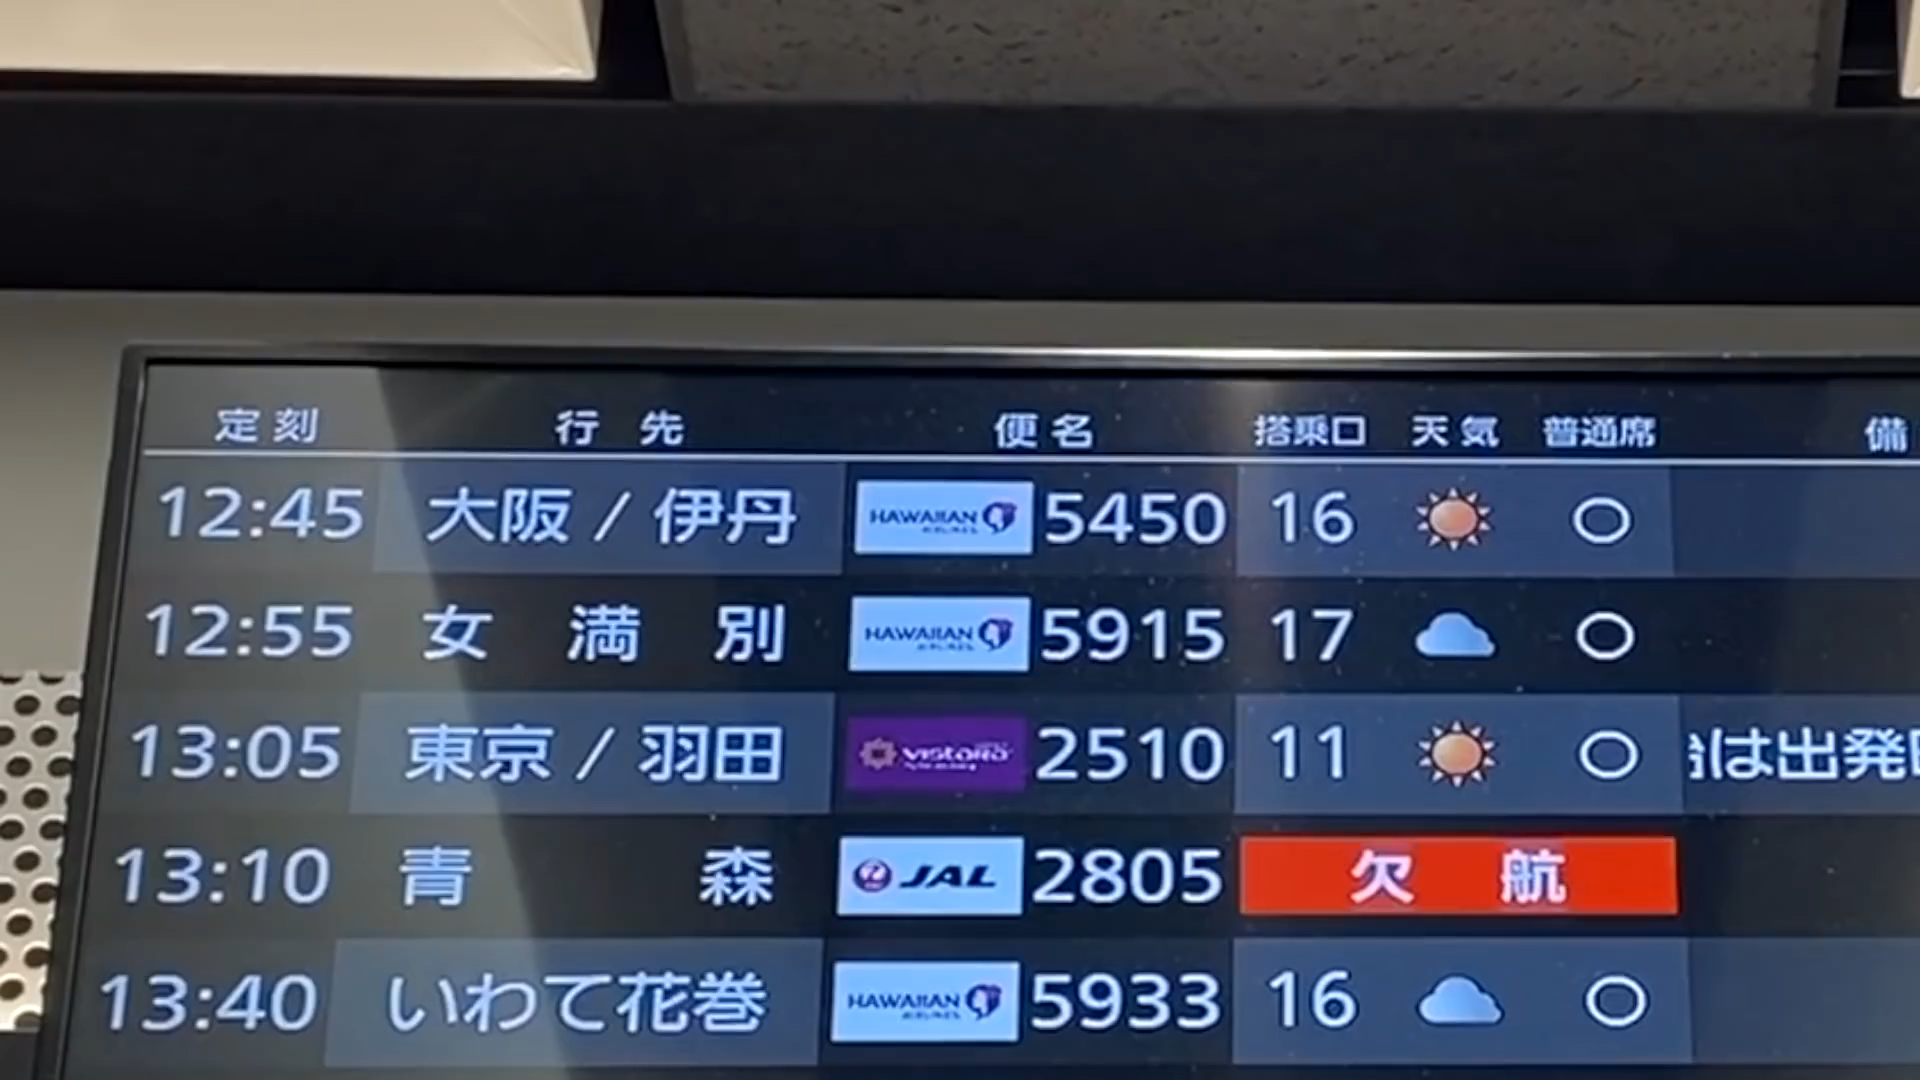 定刻 行先 便名 搭乗口 天気 普通席 備
12:45 大阪/伊丹 HAWAIIAN AIRLINES 5450 16 ○
12:55 女満別 HAWAIIAN AIRLINES 5915 17 ○
13:05 東京/羽田 vistara 2510 11 ○ は出発
13:10 青森 JAL 2805 欠航
13:40 いわて花巻 HAWAIIAN AIRLINES 5933 16 ○